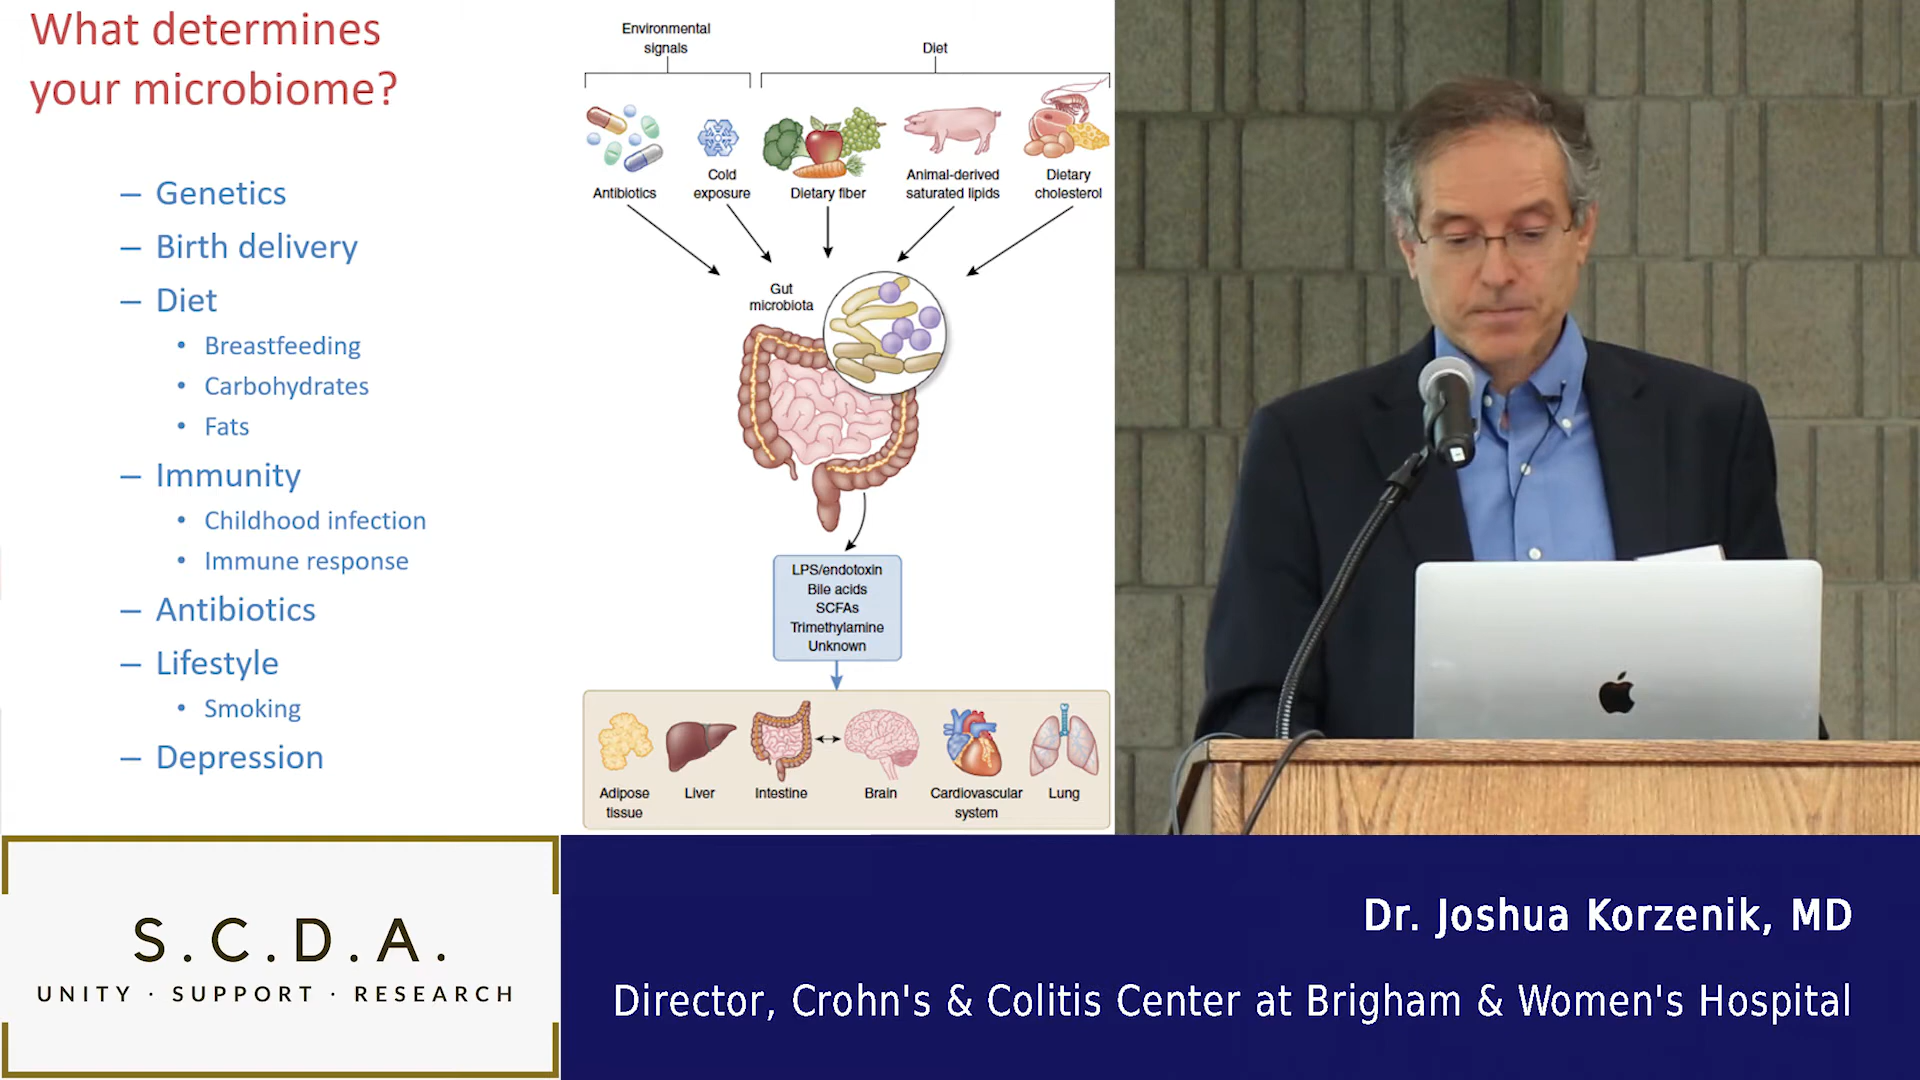 What determines
your microbiome?
– Genetics
– Birth delivery
– Diet
• Breastfeeding
• Carbohydrates
• Fats
– Immunity
• Childhood infection
• Immune response
– Antibiotics
– Lifestyle
• Smoking
– Depression
Environmental
signals
Diet
Antibiotics
Cold
exposure
Dietary fiber
Animal-derived
saturated lipids
Dietary
cholesterol
Gut
microbiota
LPS/endotoxin
Bile acids
SCFAs
Trimethylamine
Unknown
Adipose
tissue
Liver
Intestine
Brain
Cardiovascular
system
Lung
S.C.D.A.
UNITY · SUPPORT · RESEARCH
Dr. Joshua Korzenik, MD
Director, Crohn's & Colitis Center at Brigham & Women's Hospital